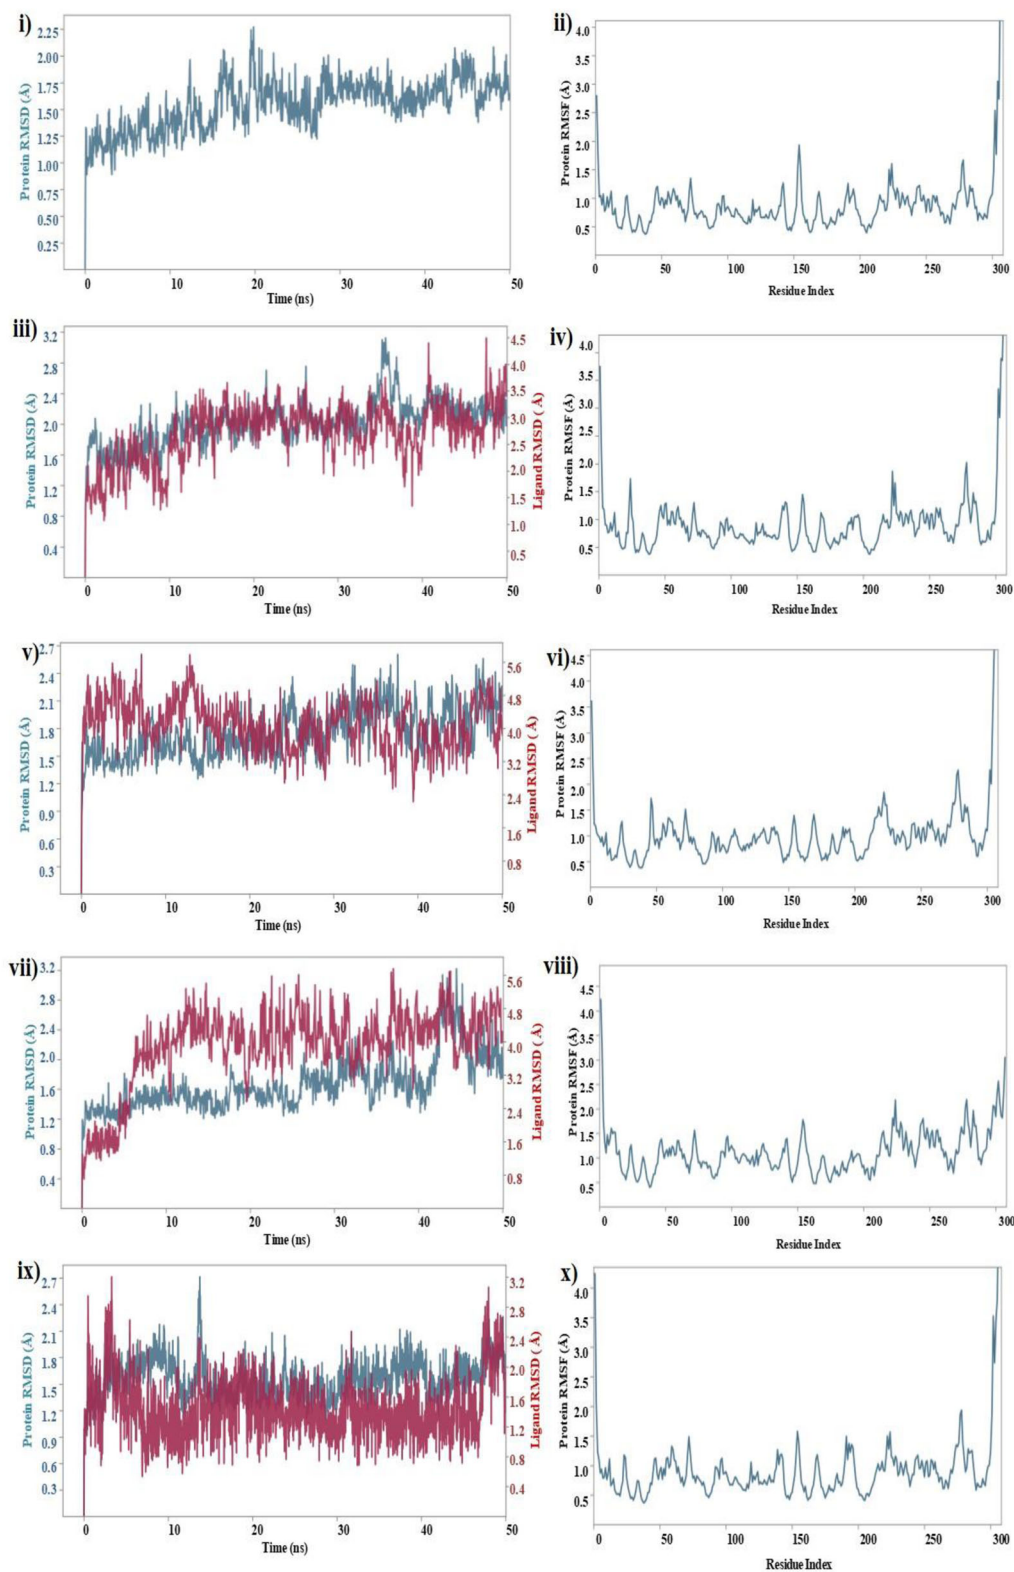 i)
Protein RMSD (Å)
2.25
2.00
1.75
1.50
1.25
1.00
0.75
0.50
0.25
0 10 20 30 40 50
Time (ns)
ii)
Protein RMSF (Å)
4.0
3.5
3.0
2.5
2.0
1.5
1.0
0.5
0 50 100 150 200 250 300
Residue Index
iii)
Protein RMSD (Å)
3.2
2.8
2.4
2.0
1.6
1.2
0.8
0.4
Ligand RMSD ( Å)
4.5
4.0
3.5
3.0
2.5
2.0
1.5
1.0
0.5
0 10 20 30 40 50
Time (ns)
iv)
Protein RMSF (Å)
4.0
3.5
3.0
2.5
2.0
1.5
1.0
0.5
0 50 100 150 200 250 300
Residue Index
v)
Protein RMSD (Å)
2.7
2.4
2.1
1.8
1.5
1.2
0.9
0.6
0.3
Ligand RMSD ( Å)
5.6
4.8
4.0
3.2
2.4
1.6
0.8
0 10 20 30 40 50
Time (ns)
vi)
Protein RMSF (Å)
4.5
4.0
3.5
3.0
2.5
2.0
1.5
1.0
0.5
0 50 100 150 200 250 300
Residue Index
vii)
Protein RMSD (Å)
3.2
2.8
2.4
2.0
1.6
1.2
0.8
0.4
Ligand RMSD ( Å)
5.6
4.8
4.0
3.2
2.4
1.6
0.8
0 10 20 30 40 50
Time (ns)
viii)
Protein RMSF (Å)
4.5
4.0
3.5
3.0
2.5
2.0
1.5
1.0
0.5
0 50 100 150 200 250 300
Residue Index
ix)
Protein RMSD (Å)
2.7
2.4
2.1
1.8
1.5
1.2
0.9
0.6
0.3
Ligand RMSD ( Å)
3.2
2.8
2.4
2.0
1.6
1.2
0.8
0.4
0 10 20 30 40 50
Time (ns)
x)
Protein RMSF (Å)
4.0
3.5
3.0
2.5
2.0
1.5
1.0
0.5
0 50 100 150 200 250 300
Residue Index